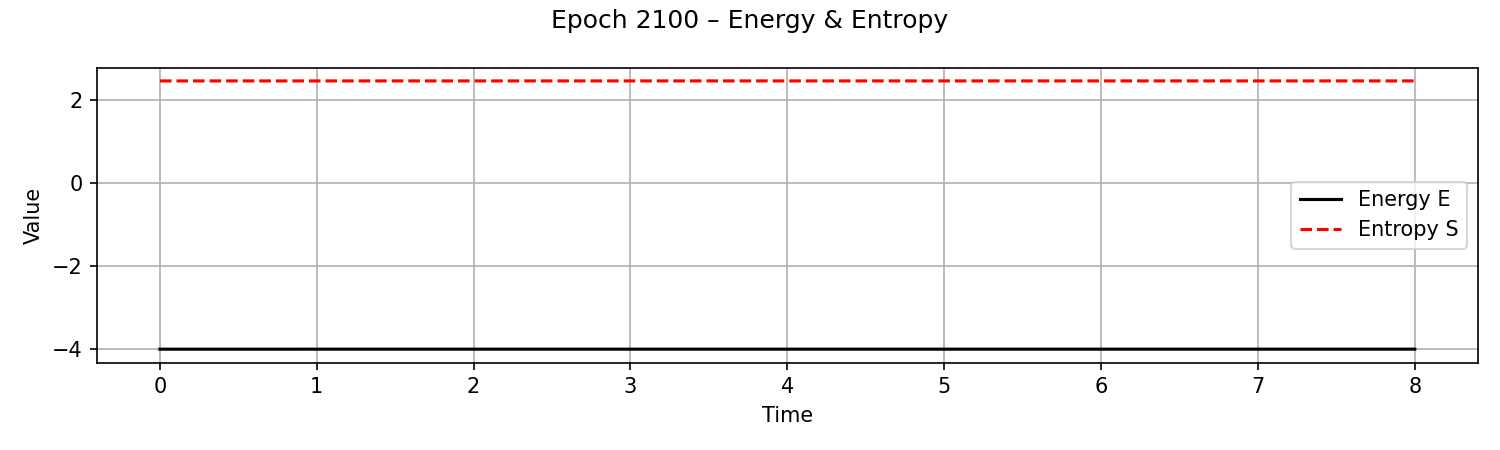 Epoch 2100 – Energy & Entropy
Value
2
0
−2
−4
Energy E
Entropy S
0 1 2 3 4 5 6 7 8
Time